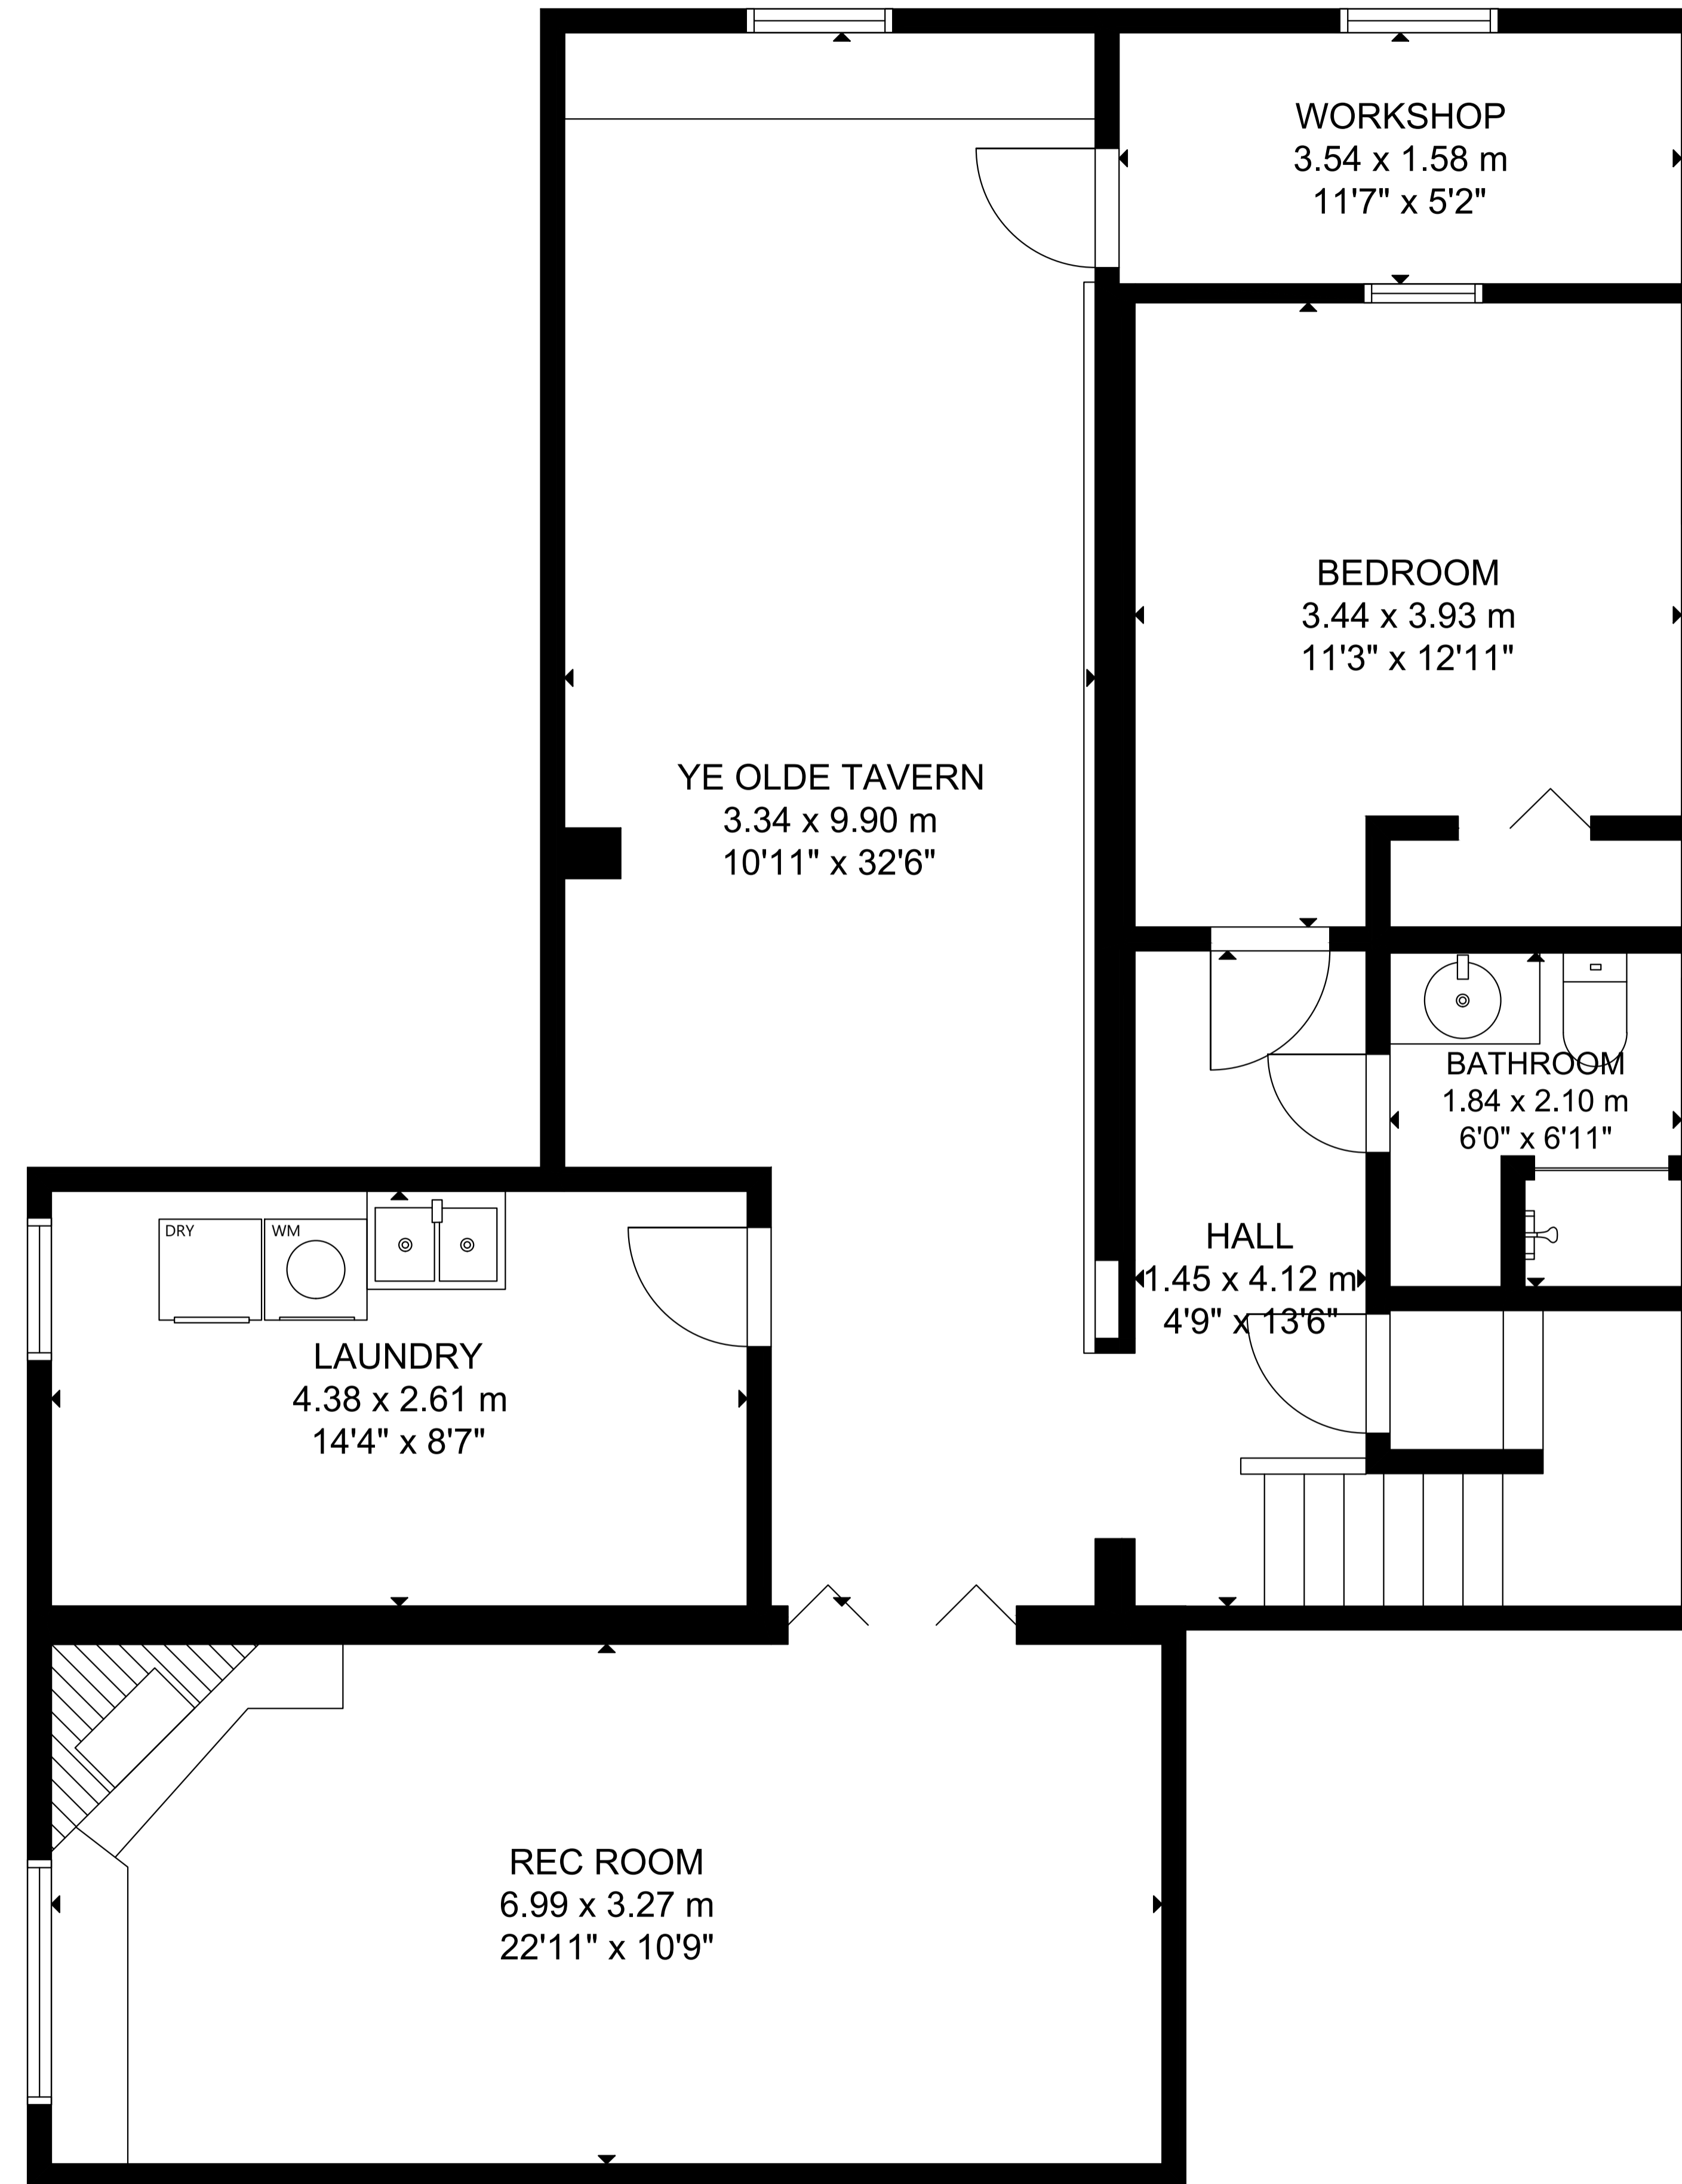 WORKSHOP
3.54 x 1.58 m
11'7" x 5'2"
BEDROOM
3.44 x 3.93 m
11'3" x 12'11"
YE OLDE TAVERN
3.34 x 9.90 m
10'11" x 32'6"
BATHROOM
1.84 x 2.10 m
6'0" x 6'11"
HALL
1.45 x 4.12 m
4'9" x 13'6"
DRY
WM
LAUNDRY
4.38 x 2.61 m
14'4" x 8'7"
REC ROOM
6.99 x 3.27 m
22'11" x 10'9"